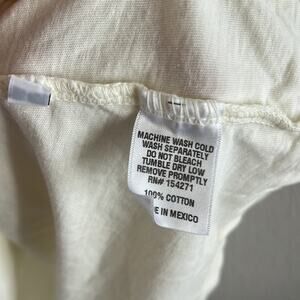 MACHINE WASH COLD
WASH SEPARATELY
DO NOT BLEACH
TUMBLE DRY LOW
REMOVE PROMPTLY
RN# 154271
100% COTTON
E IN MEXICO